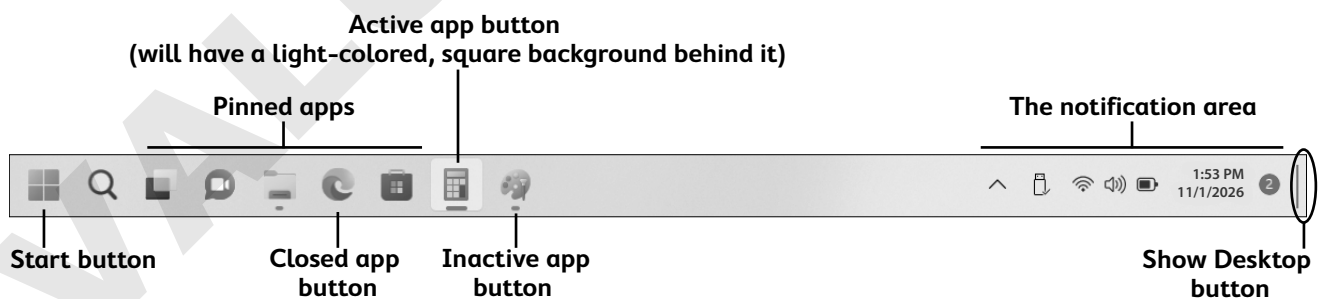 Active app button
(will have a light-colored, square background behind it)
Pinned apps
The notification area
1:53 PM
11/1/2026
2
Start button
Closed app
button
Inactive app
button
Show Desktop
button